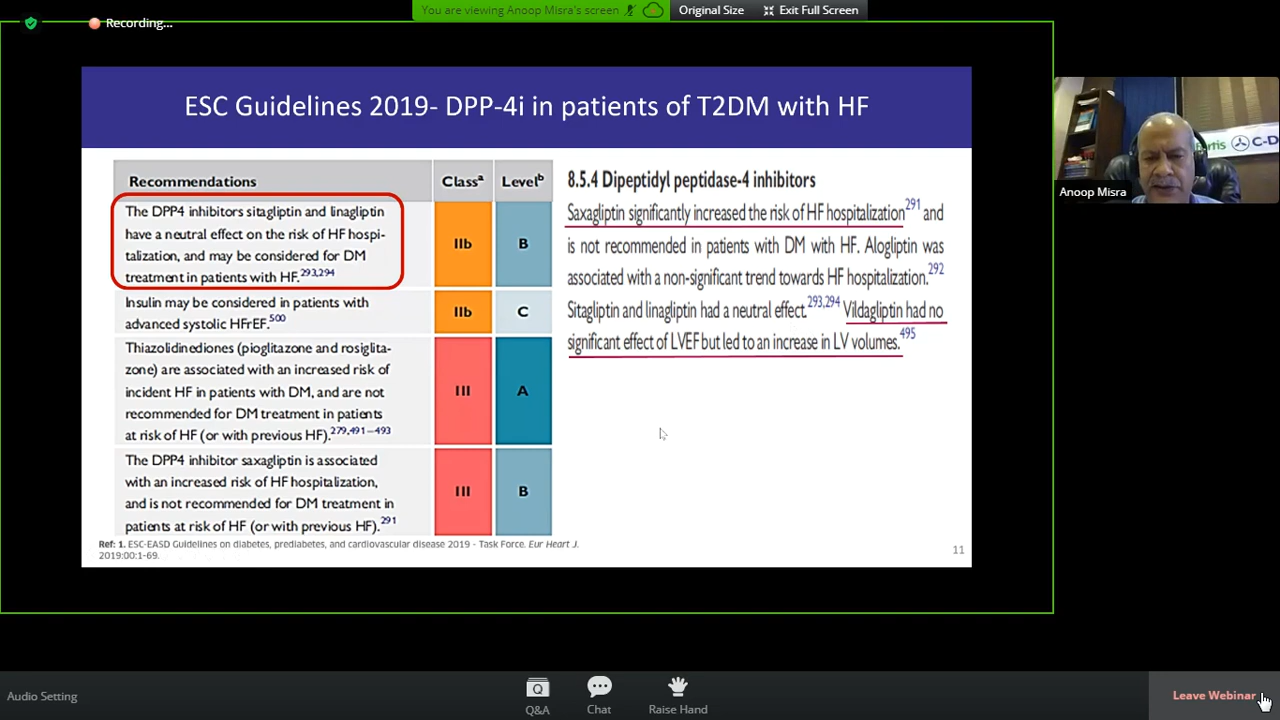 You are viewing Anoop Misra's screen
Original Size
Exit Full Screen
Recording...
ESC Guidelines 2019- DPP-4i in patients of T2DM with HF
Recommendations Classᵃ Levelᵇ
The DPP4 inhibitors sitagliptin and linagliptin
have a neutral effect on the risk of HF hospi-
talization, and may be considered for DM
treatment in patients with HF.293,294
IIb B
Insulin may be considered in patients with
advanced systolic HFrEF.500
IIb C
Thiazolidinediones (pioglitazone and rosiglita-
zone) are associated with an increased risk of
incident HF in patients with DM, and are not
recommended for DM treatment in patients
at risk of HF (or with previous HF).279,491–493
III A
The DPP4 inhibitor saxagliptin is associated
with an increased risk of HF hospitalization,
and is not recommended for DM treatment in
patients at risk of HF (or with previous HF).291
III B
8.5.4 Dipeptidyl peptidase-4 inhibitors
Saxagliptin significantly increased the risk of HF hospitalization291 and
is not recommended in patients with DM with HF. Alogliptin was
associated with a non-significant trend towards HF hospitalization.292
Sitagliptin and linagliptin had a neutral effect.293,294 Vildagliptin had no
significant effect of LVEF but led to an increase in LV volumes.495
Ref: 1. ESC-EASD Guidelines on diabetes, prediabetes, and cardiovascular disease 2019 - Task Force. Eur Heart J.
2019:00:1-69.
11
rtis C-D
Anoop Misra
Audio Setting
Q&A
Chat
Raise Hand
Leave Webinar